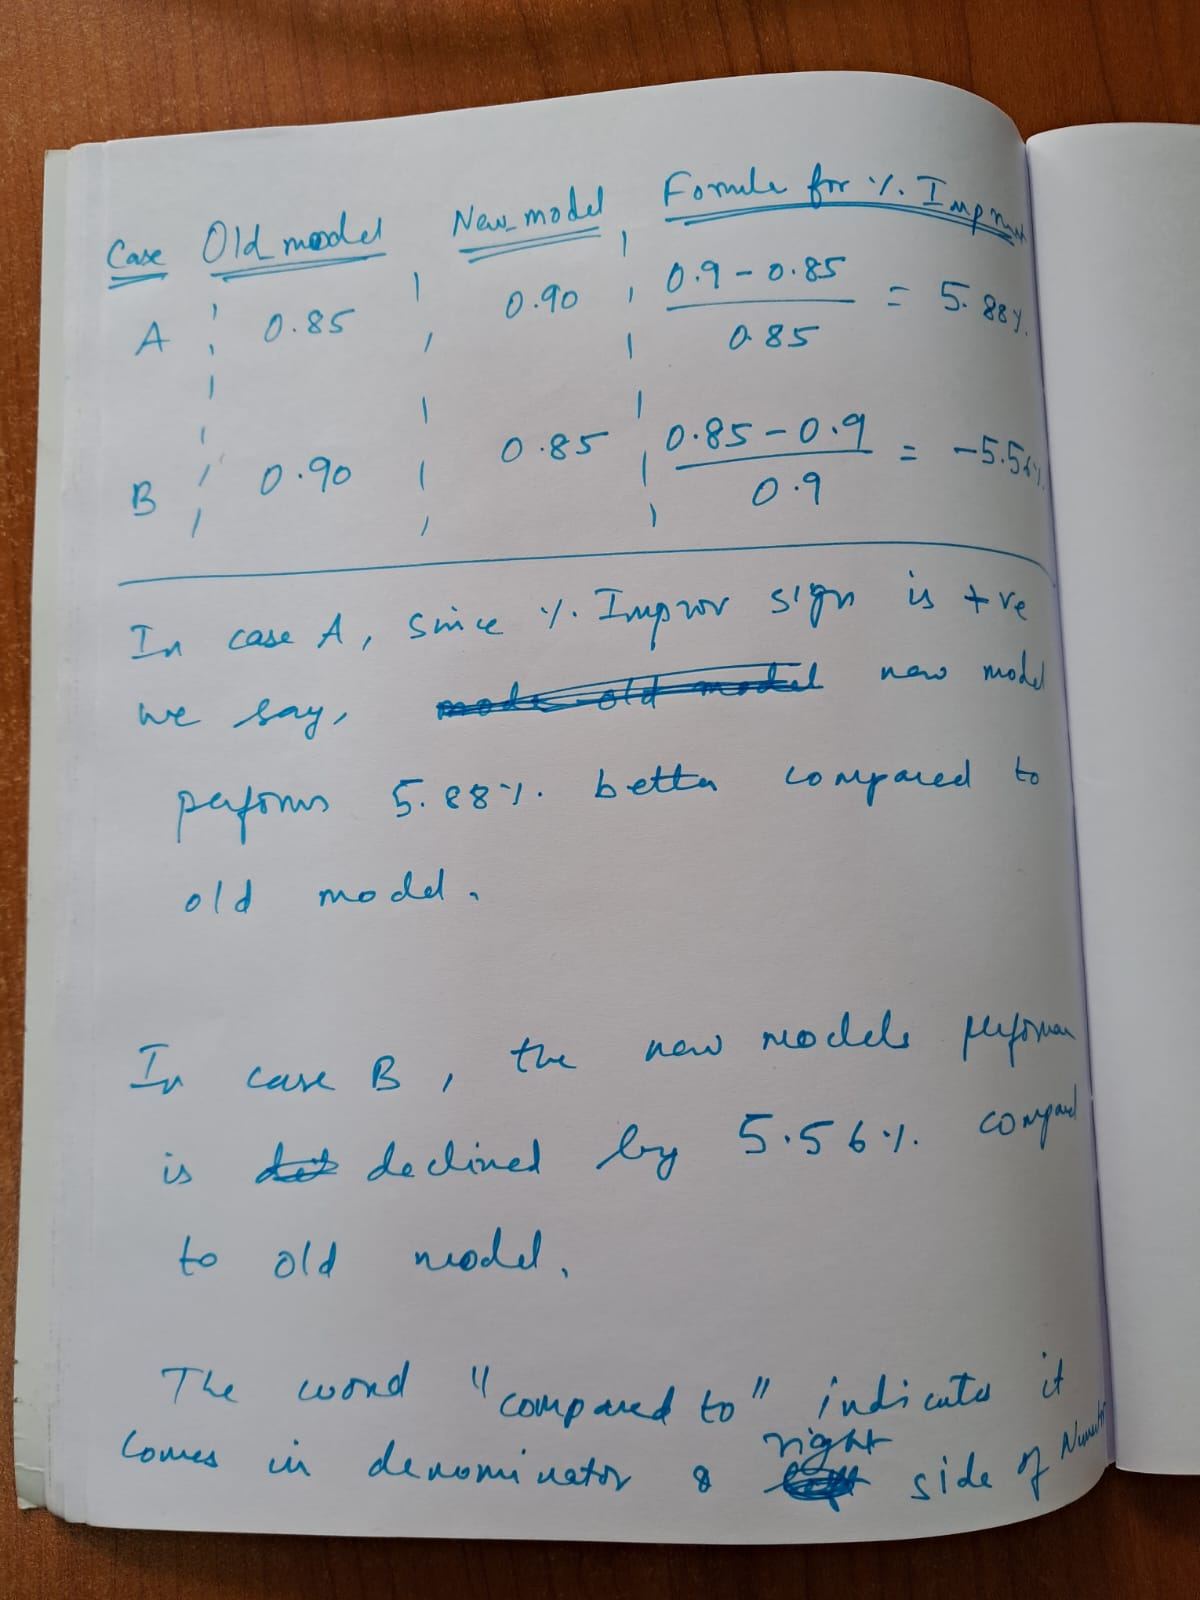 Case Old model New model Formula for % Improvmt
A 0.85 0.90 0.9 - 0.85 / 0.85 = 5.88%
B 0.90 0.85 0.85 - 0.9 / 0.9 = -5.56%
In case A, since % Improv sign is +ve
we say, new model
performs 5.88% better compared to
old model.
In case B, the new models performan
is declined by 5.56% compared
to old model.
The word "compared to" indicates it
comes in denominator & right side of